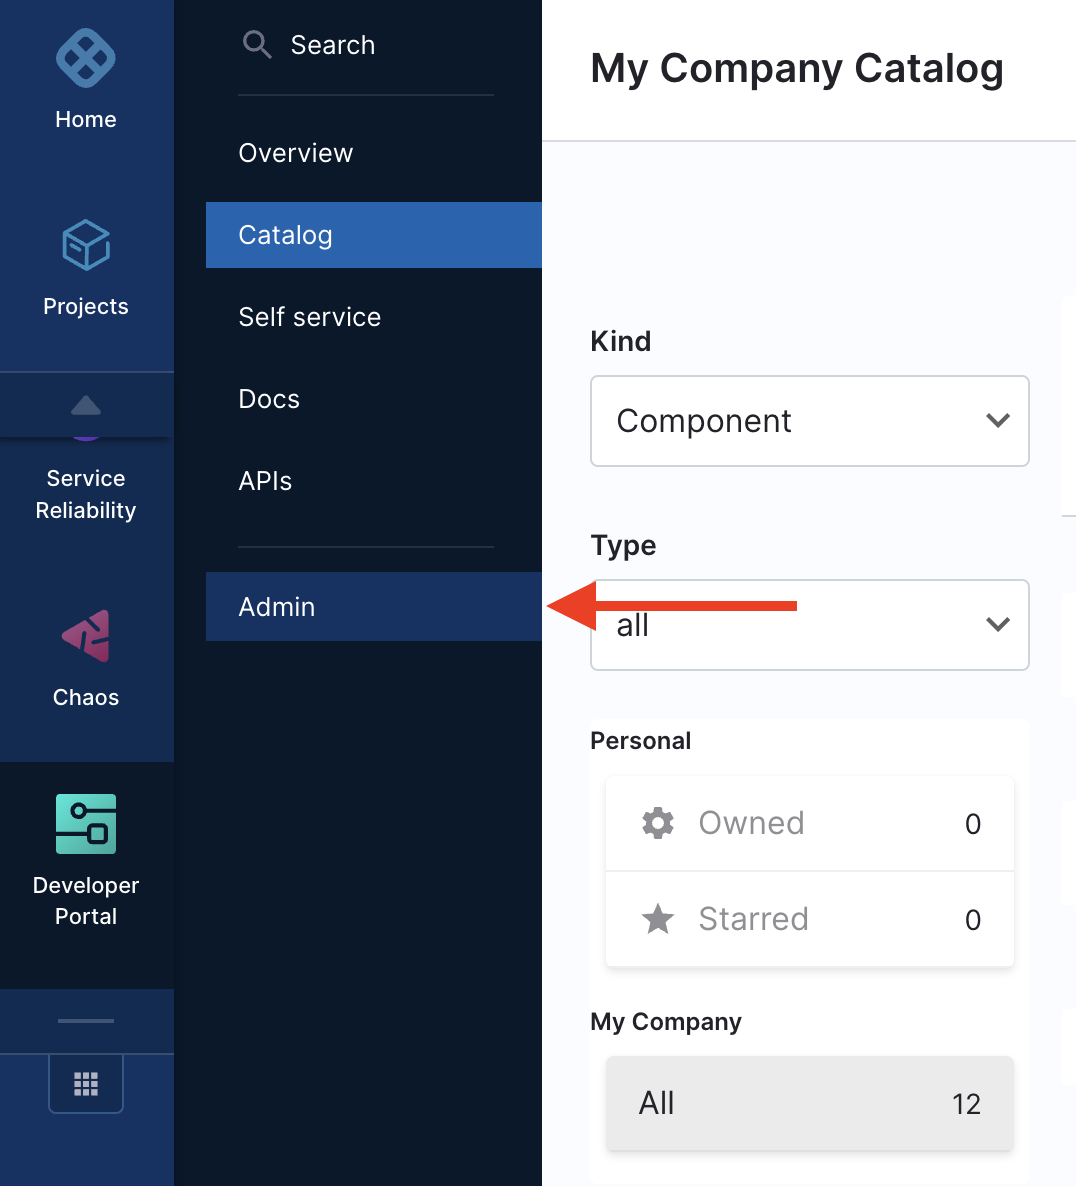 Home
Projects
Service
Reliability
Chaos
Developer
Portal
Search
Overview
Catalog
Self service
Docs
APIs
Admin
My Company Catalog
Kind
Component
Type
all
Personal
Owned 0
Starred 0
My Company
All 12